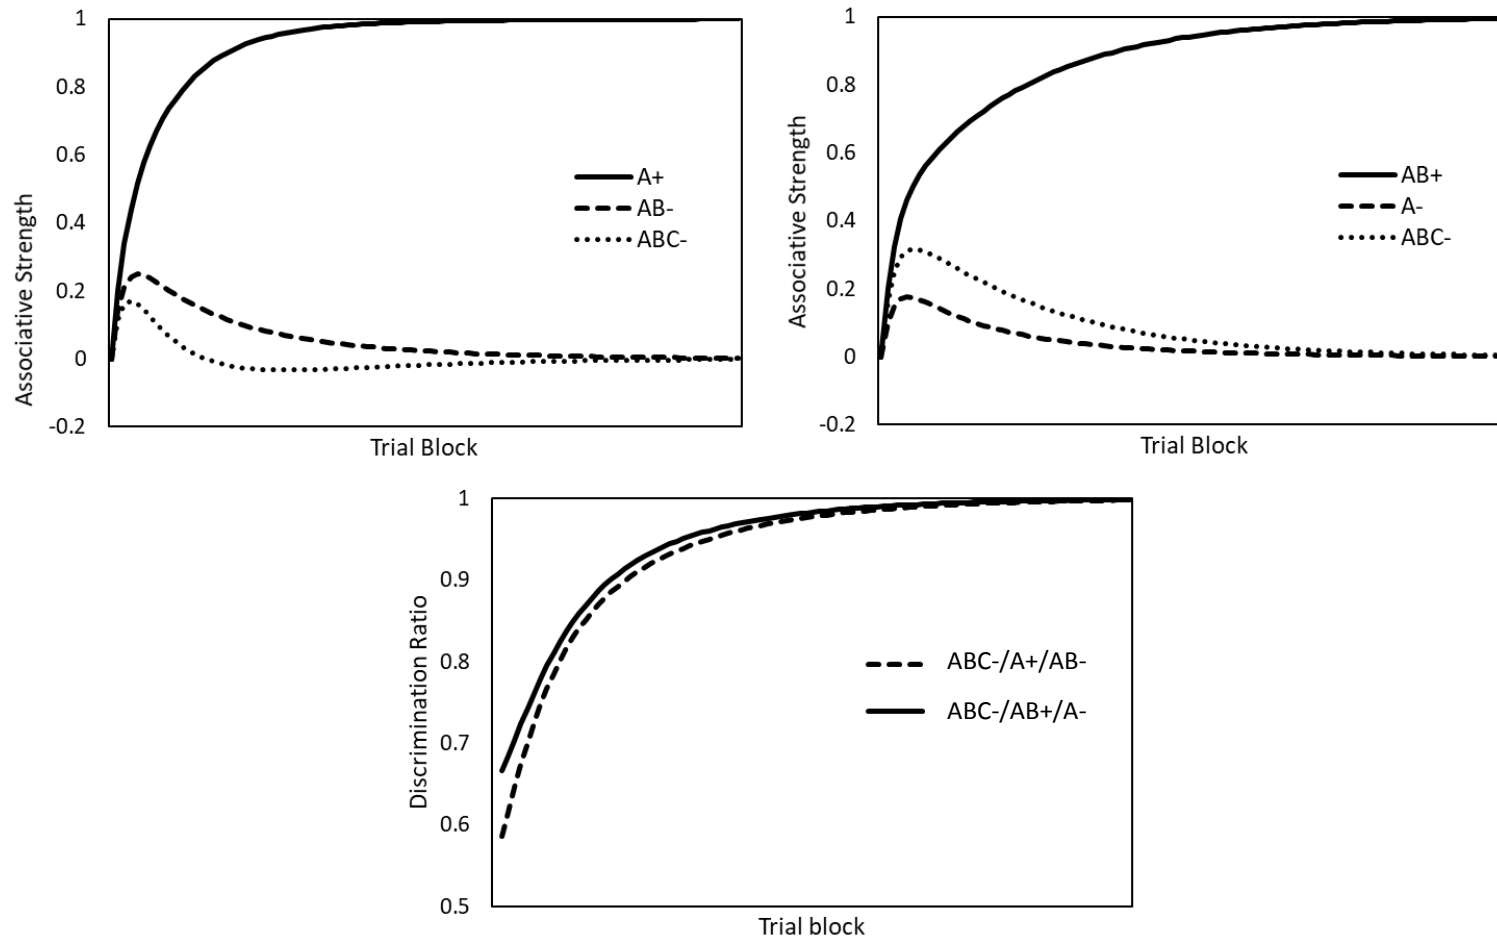 1
0.8
0.6
0.4
0.2
0
-0.2
Associative Strength
Trial Block
A+
AB-
ABC-
1
0.8
0.6
0.4
0.2
0
-0.2
Associative Strength
Trial Block
AB+
A-
ABC-
1
0.9
0.8
0.7
0.6
0.5
Discrimination Ratio
Trial block
ABC-/A+/AB-
ABC-/AB+/A-